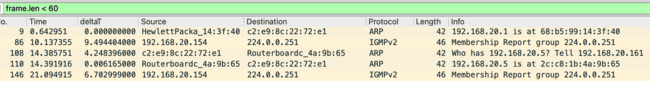 frame.len < 60
No. Time deltaT Source Destination Protocol Length Info
9 0.642951 0.000000000 HewlettPacka_14:3f:40 c2:e9:8c:22:72:e1 ARP 42 192.168.20.1 is at 68:b5:99:14:3f:40
86 10.137355 9.494404000 192.168.20.154 224.0.0.251 IGMPv2 46 Membership Report group 224.0.0.251
108 14.385751 4.248396000 c2:e9:8c:22:72:e1 Routerboardc_4a:9b:65 ARP 42 Who has 192.168.20.5? Tell 192.168.20.161
110 14.391916 0.006165000 Routerboardc_4a:9b:65 c2:e9:8c:22:72:e1 ARP 42 192.168.20.5 is at 2c:c8:1b:4a:9b:65
146 21.094915 6.702999000 192.168.20.154 224.0.0.251 IGMPv2 46 Membership Report group 224.0.0.251